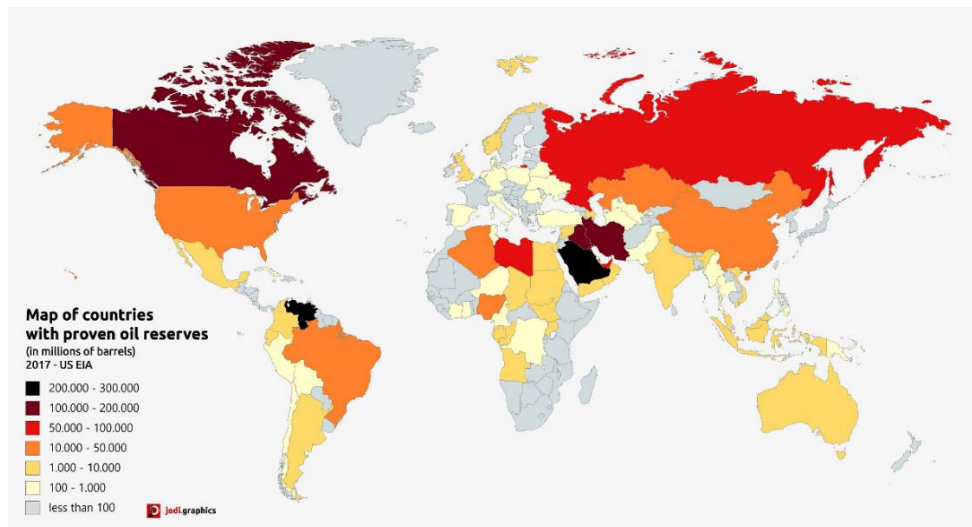 Map of countries
with proven oil reserves
(in millions of barrels)
2017 - US EIA
200.000 - 300.000
100.000 - 200.000
50.000 - 100.000
10.000 - 50.000
1.000 - 10.000
100 - 1.000
less than 100
jodi.graphics